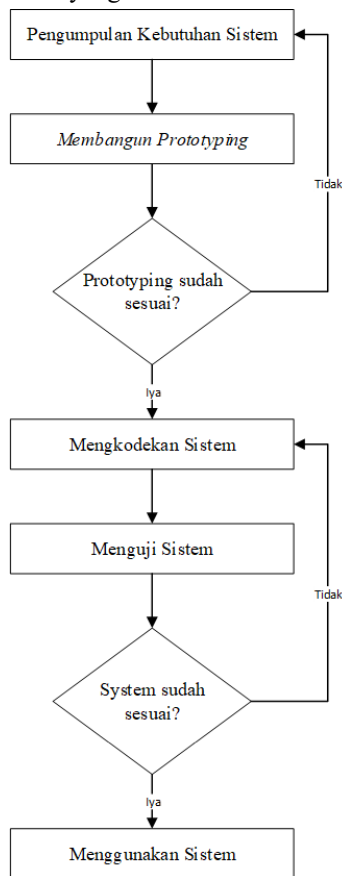 Pengumpulan Kebutuhan Sistem
Membangun Prototyping
Tidak
Prototyping sudah
sesuai?
Iya
Mengkodekan Sistem
Menguji Sistem
Tidak
System sudah
sesuai?
Iya
Menggunakan Sistem